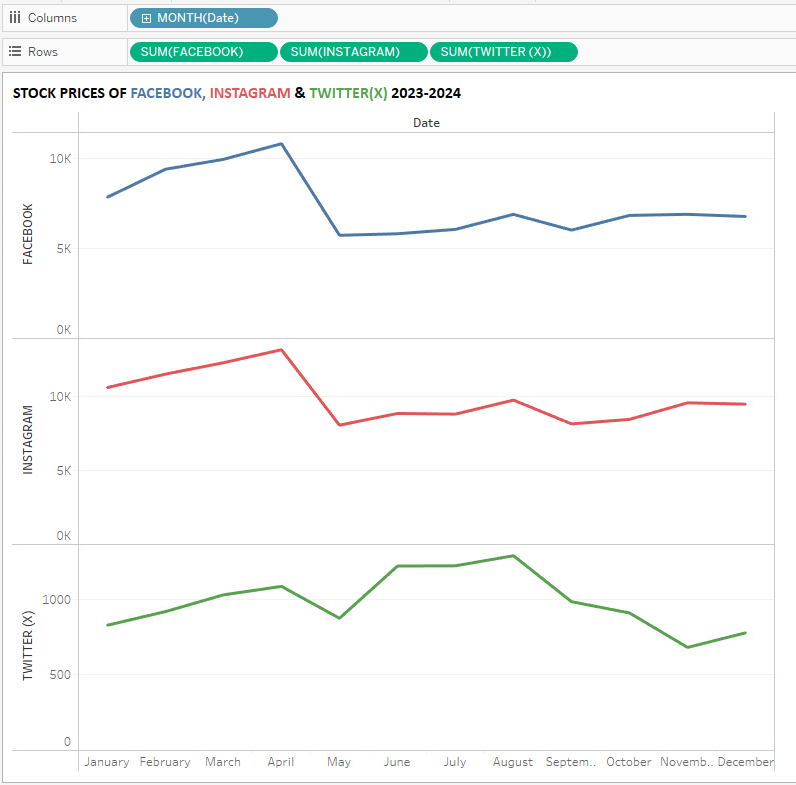 Columns MONTH(Date)
Rows SUM(FACEBOOK) SUM(INSTAGRAM) SUM(TWITTER (X))
STOCK PRICES OF FACEBOOK, INSTAGRAM & TWITTER(X) 2023-2024
Date
10K
5K
0K
FACEBOOK
10K
5K
0K
INSTAGRAM
1000
500
0
TWITTER (X)
January February March April May June July August Septem.. October Novemb.. December